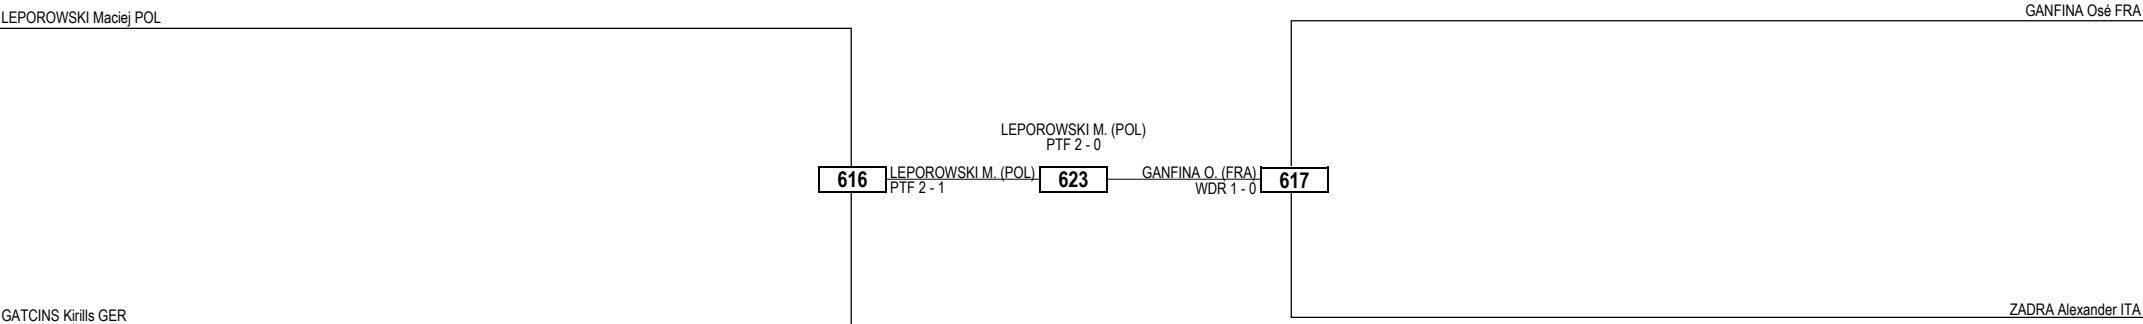 LEPOROWSKI Maciej POL
GANFINA Osé FRA
LEPOROWSKI M. (POL)
PTF 2 - 0
616
LEPOROWSKI M. (POL)
PTF 2 - 1
623
GANFINA O. (FRA)
WDR 1 - 0
617
GATCINS Kirills GER
ZADRA Alexander ITA